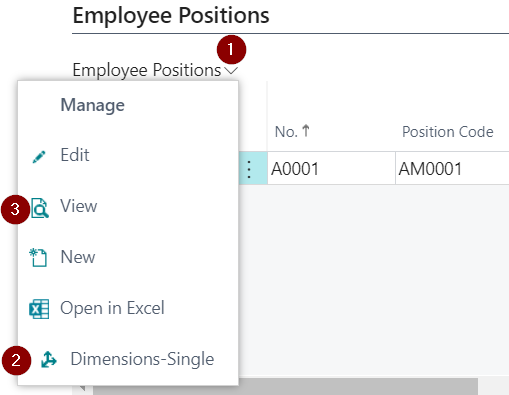 Employee Positions
1
Employee Positions
Manage
No. ↑ Position Code
Edit
A0001 AM0001
3 View
New
Open in Excel
2 Dimensions-Single